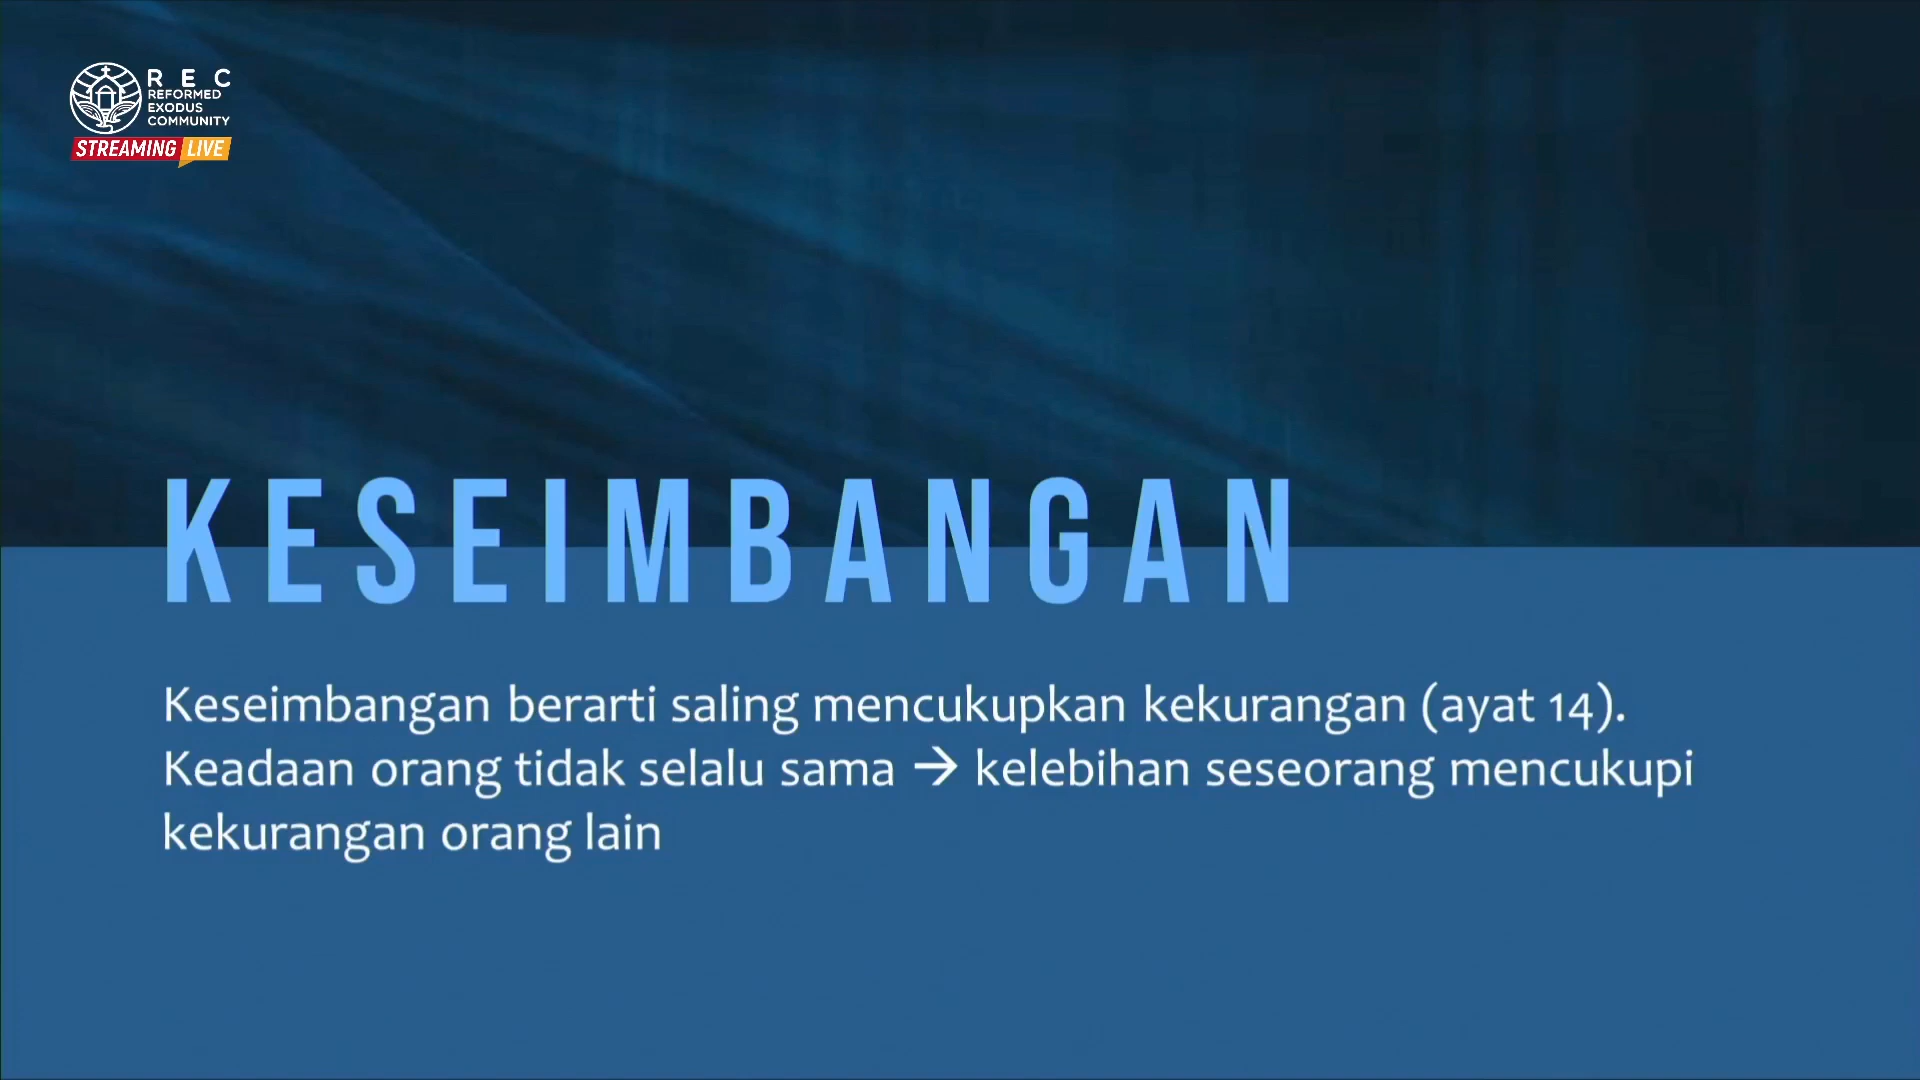 R E C
REFORMED
EXODUS
COMMUNITY
STREAMING LIVE
KESEIMBANGAN
Keseimbangan berarti saling mencukupkan kekurangan (ayat 14).
Keadaan orang tidak selalu sama → kelebihan seseorang mencukupi
kekurangan orang lain